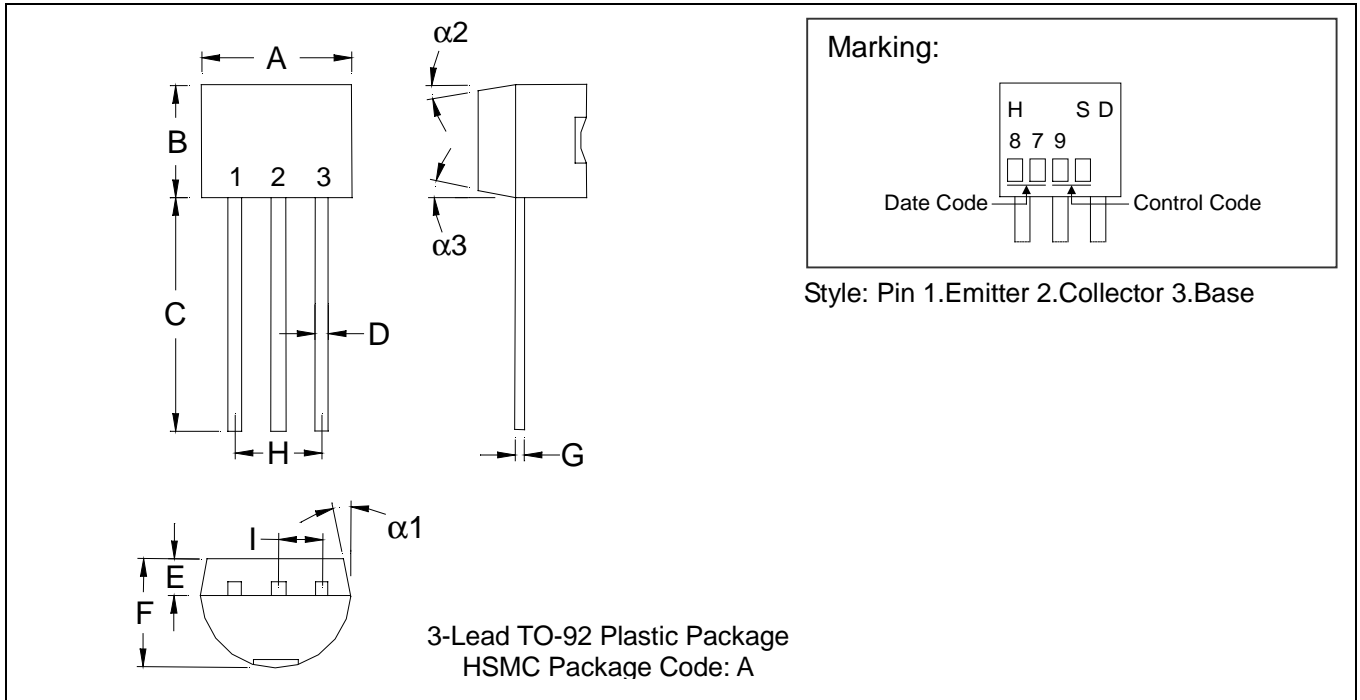 α2
A
B
1 2 3
α3
C
D
H
G
α1
I
E
F
3-Lead TO-92 Plastic Package
HSMC Package Code: A
Marking:
H S D
8 7 9
Date Code
Control Code
Style: Pin 1.Emitter 2.Collector 3.Base